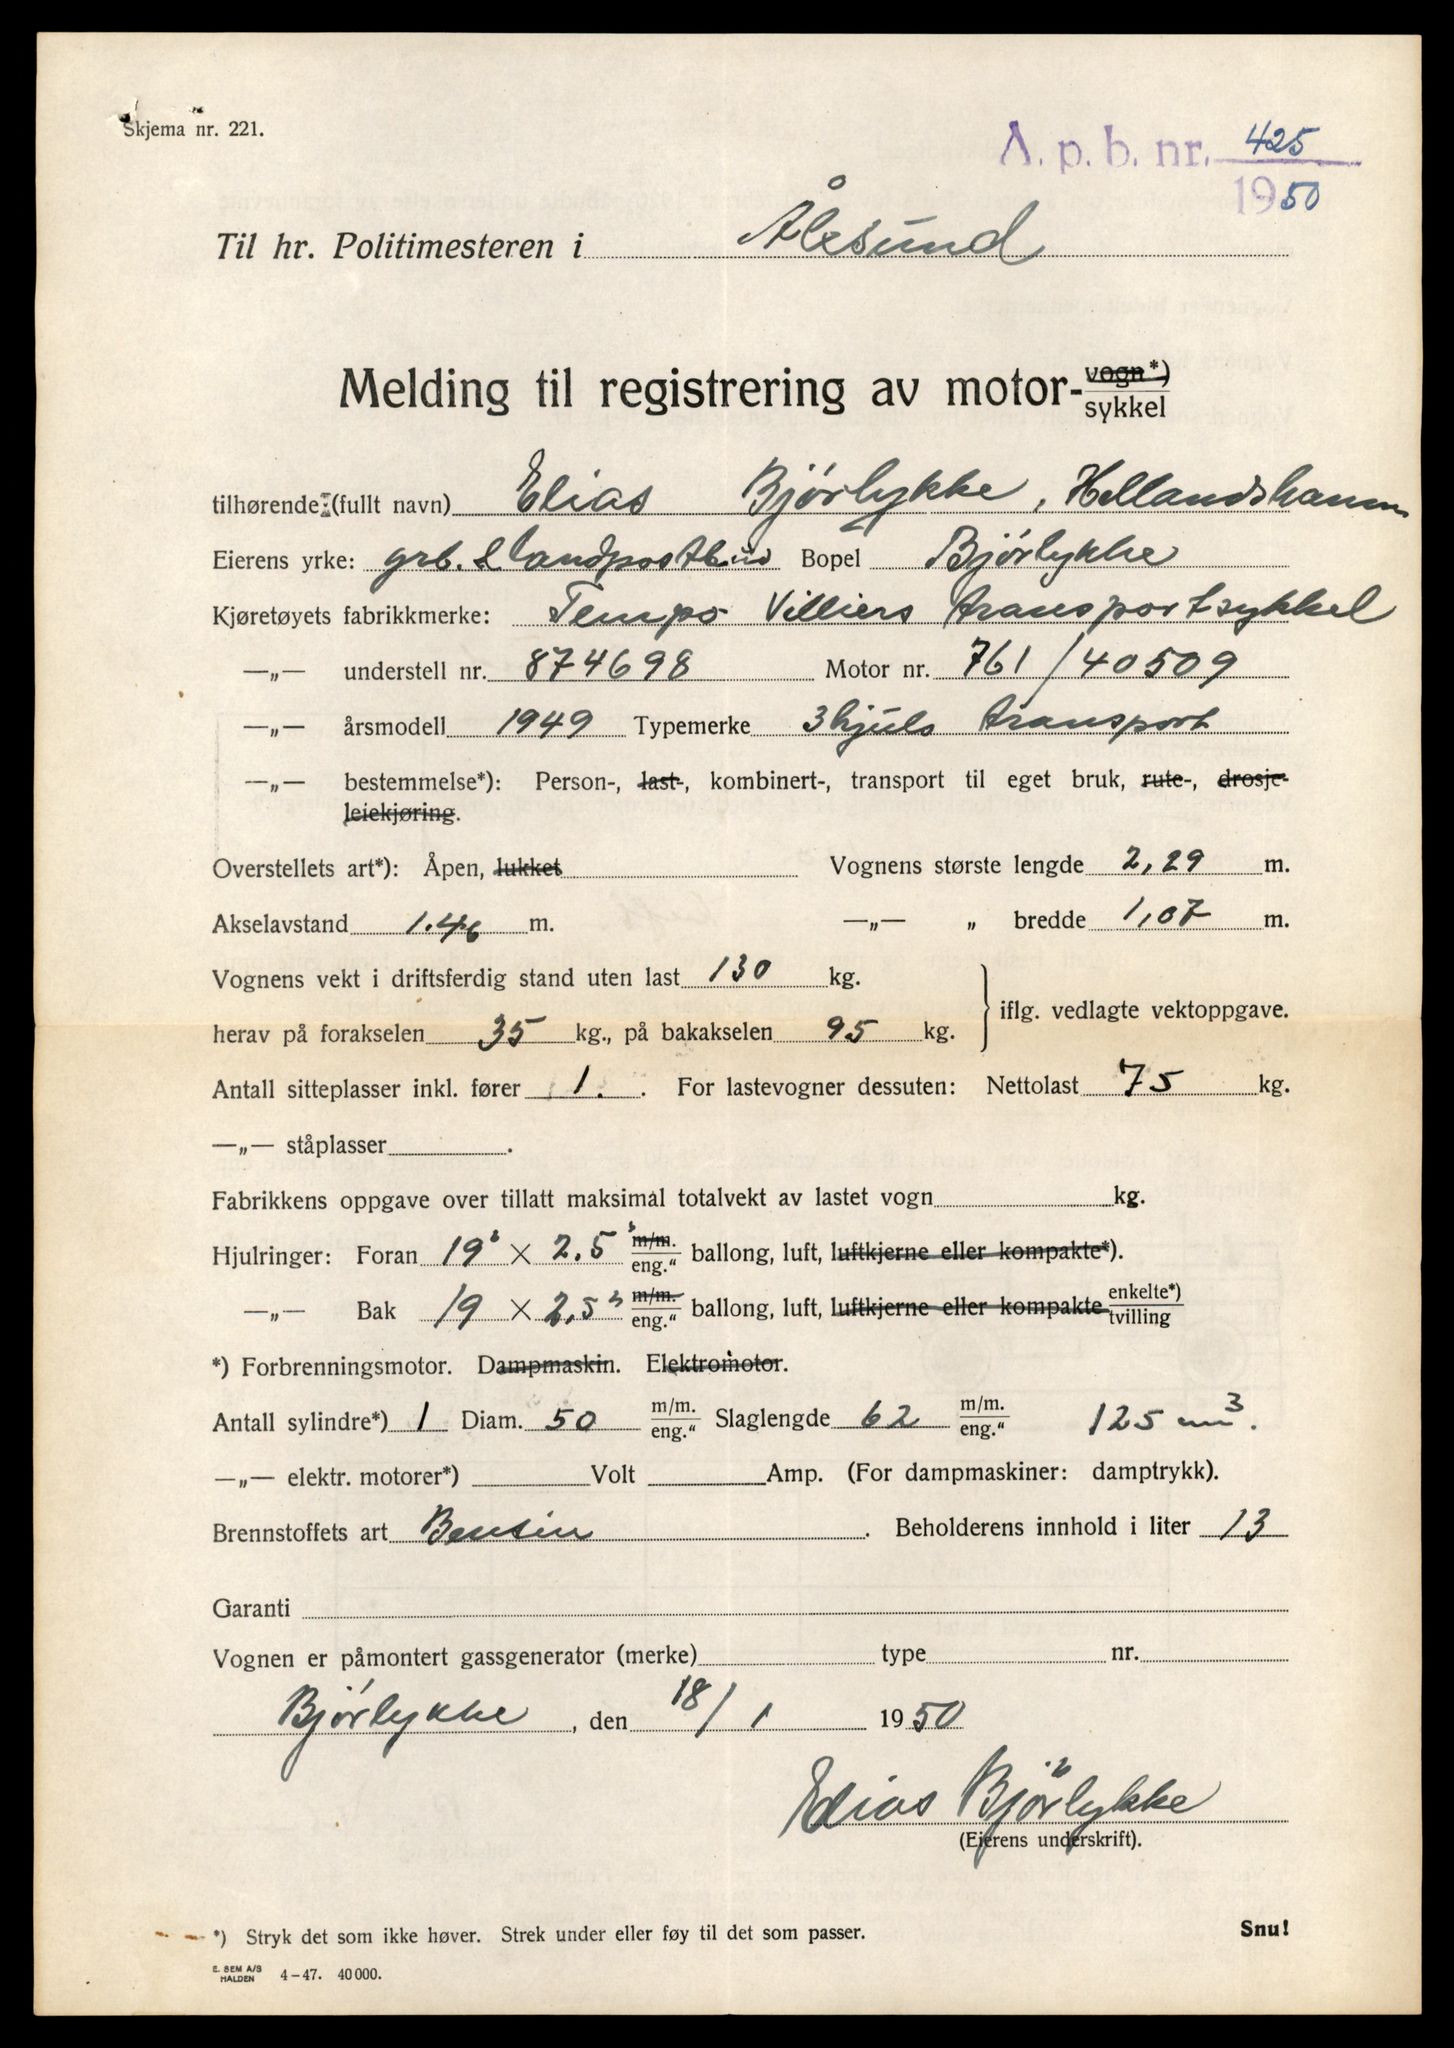 Skjema nr. 221.
A. p. b. nr. 425
1950
Til hr. Politimesteren i Ålesund
Melding til registrering av motor-vogn*)
sykkel
tilhørende: (fullt navn) Elias Bjørlykke, Hellandshamn
Eierens yrke: grb. & landpostbud Bopel Bjørlykke
Kjøretøyets fabrikkmerke: Tempo Villiers transportsykkel
—„— understell nr. 874698 Motor nr. 761/40509
—„— årsmodell 1949 Typemerke 3hjuls transport
—„— bestemmelse*): Person-, last-, kombinert-, transport til eget bruk, rute-, drosje-
leiekjøring.
Overstellets art*): Åpen, lukket Vognens største lengde 2,29 m.
Akselavstand 1.46 m. —„— „ bredde 1,07 m.
Vognens vekt i driftsferdig stand uten last 130 kg.
herav på forakselen 35 kg., på bakakselen 95 kg. iflg. vedlagte vektoppgave.
Antall sitteplasser inkl. fører 1. . For lastevogner dessuten: Nettolast 75 kg.
—„— ståplasser .
Fabrikkens oppgave over tillatt maksimal totalvekt av lastet vogn kg.
Hjulringer: Foran 19" × 2.5" m/m. eng." ballong, luft, luftkjerne eller kompakte*).
—„— Bak 19 × 2,5" m/m. eng." ballong, luft, luftkjerne eller kompakte enkelte*) tvilling
*) Forbrenningsmotor. Dampmaskin. Elektromotor.
Antall sylindre*) 1 Diam. 50 m/m. eng." Slaglengde 62 m/m. eng." 125 cm3.
—„— elektr. motorer*) Volt Amp. (For dampmaskiner: damptrykk).
Brennstoffets art Bensin . Beholderens innhold i liter 13
Garanti
Vognen er påmontert gassgenerator (merke) type nr.
Bjørlykke, den 18/1 1950
Elias Bjørlykke
(Eierens underskrift).
*) Stryk det som ikke høver. Strek under eller føy til det som passer. Snu!
E. SEM A/S
HALDEN 4-47. 40 000.